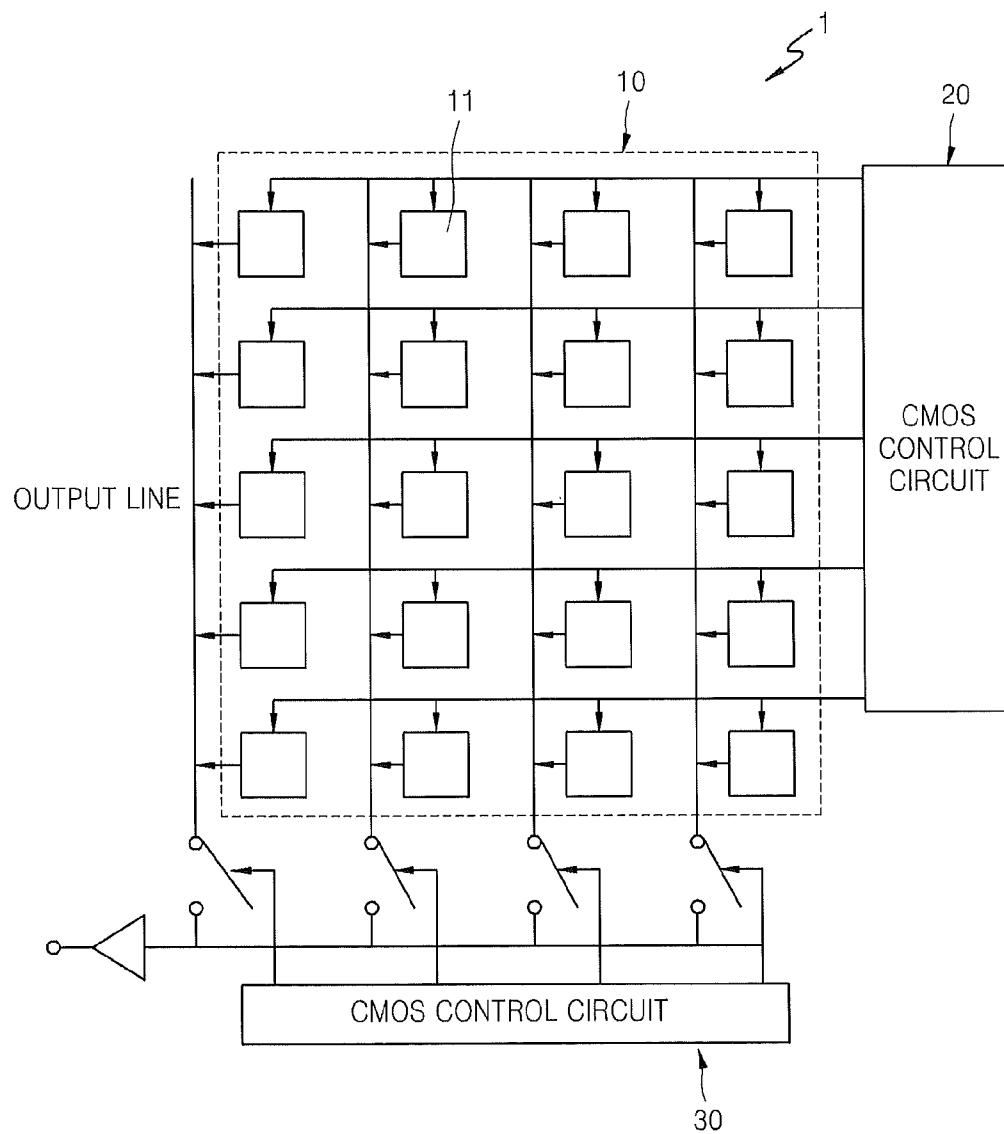 1
10
11
20
CMOS
CONTROL
CIRCUIT
OUTPUT LINE
CMOS CONTROL CIRCUIT
30